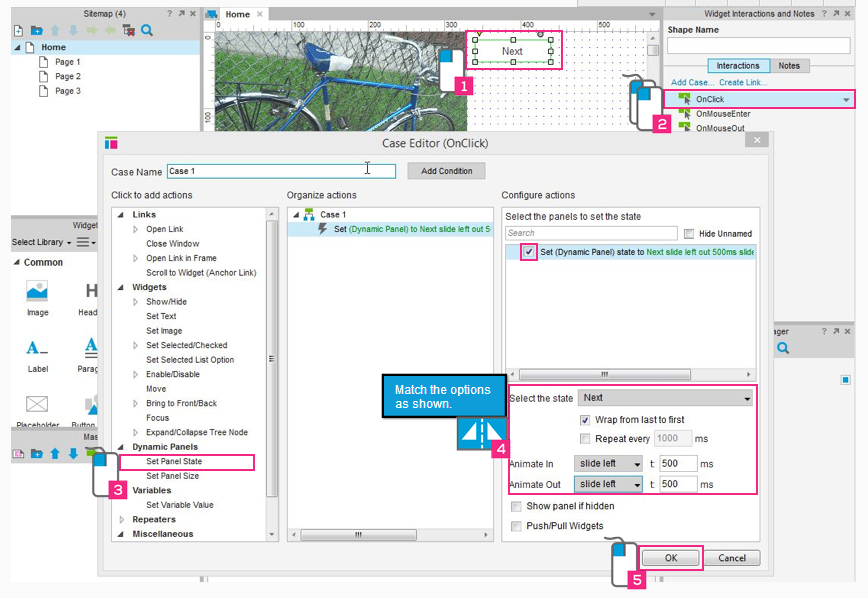 Sitemap (4)
Home
Page 1
Page 2
Page 3
Home
0
100
200
300
400
500
0
100
Next
1
Widget Interactions and Notes
Shape Name
Interactions
Notes
Add Case...
Create Link...
OnClick
OnMouseEnter
OnMouseOut
2
Widget
Select Library
Common
Image
Head
Label
Parag
Placeholder
Button
Mas
ager
Case Editor (OnClick)
Case Name
Case 1
Add Condition
Click to add actions
Links
Open Link
Close Window
Open Link in Frame
Scroll to Widget (Anchor Link)
Widgets
Show/Hide
Set Text
Set Image
Set Selected/Checked
Set Selected List Option
Enable/Disable
Move
Bring to Front/Back
Focus
Expand/Collapse Tree Node
Dynamic Panels
Set Panel State
Set Panel Size
Variables
Set Variable Value
Repeaters
Miscellaneous
3
Organize actions
Case 1
Set (Dynamic Panel) to Next slide left out 5
Configure actions
Select the panels to set the state
Search
Hide Unnamed
Set (Dynamic Panel) state to Next slide left out 500ms slide
Match the options
as shown.
4
Select the state
Next
Wrap from last to first
Repeat every
1000
ms
Animate In
slide left
t:
500
ms
Animate Out
slide left
t:
500
ms
Show panel if hidden
Push/Pull Widgets
OK
Cancel
5